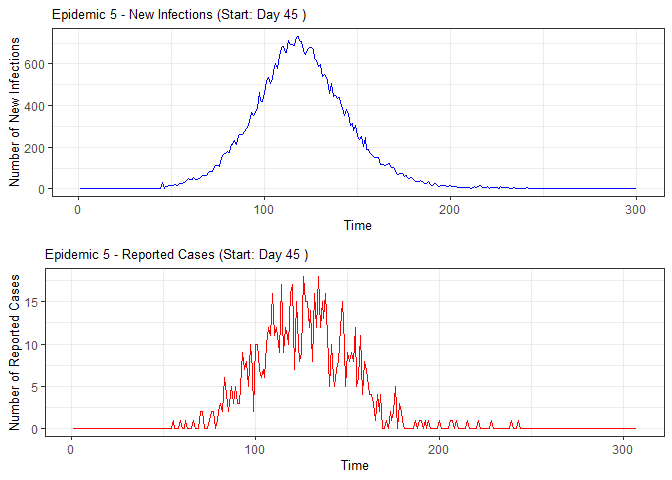 Epidemic 5 - New Infections (Start: Day 45 )
Number of New Infections
600
400
200
0
0 100 200 300
Time
Epidemic 5 - Reported Cases (Start: Day 45 )
Number of Reported Cases
15
10
5
0
0 100 200 300
Time